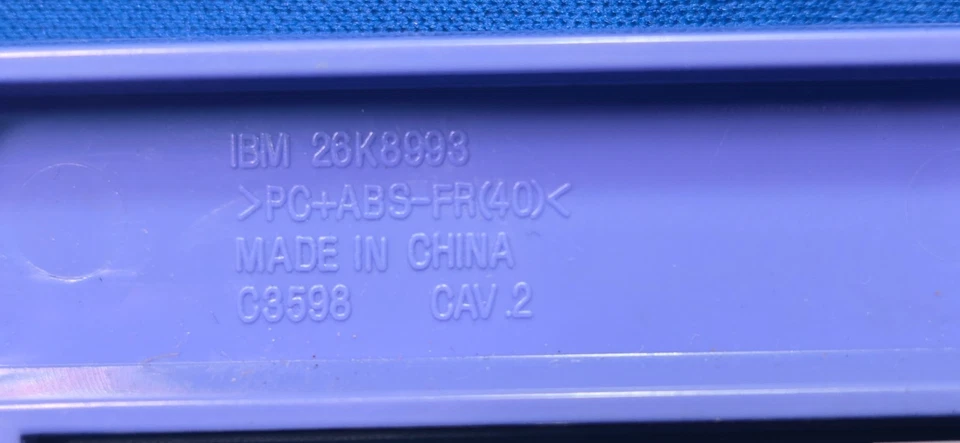 IBM 26K8993
>PC+ABS-FR(40)<
MADE IN CHINA
C3598 CAV.2